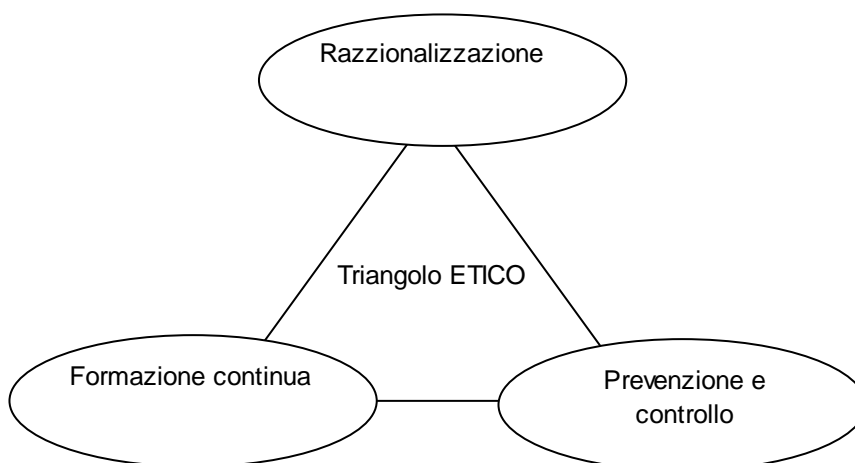 Razzionalizzazione
Triangolo ETICO
Formazione continua
Prevenzione e
controllo